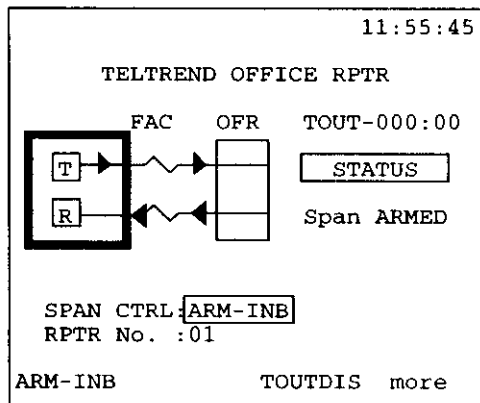 11:55:45
TELTREND OFFICE RPTR
FAC OFR TOUT-000:00
T STATUS
R Span ARMED
SPAN CTRL:ARM-INB
RPTR No. :01
ARM-INB TOUTDIS more